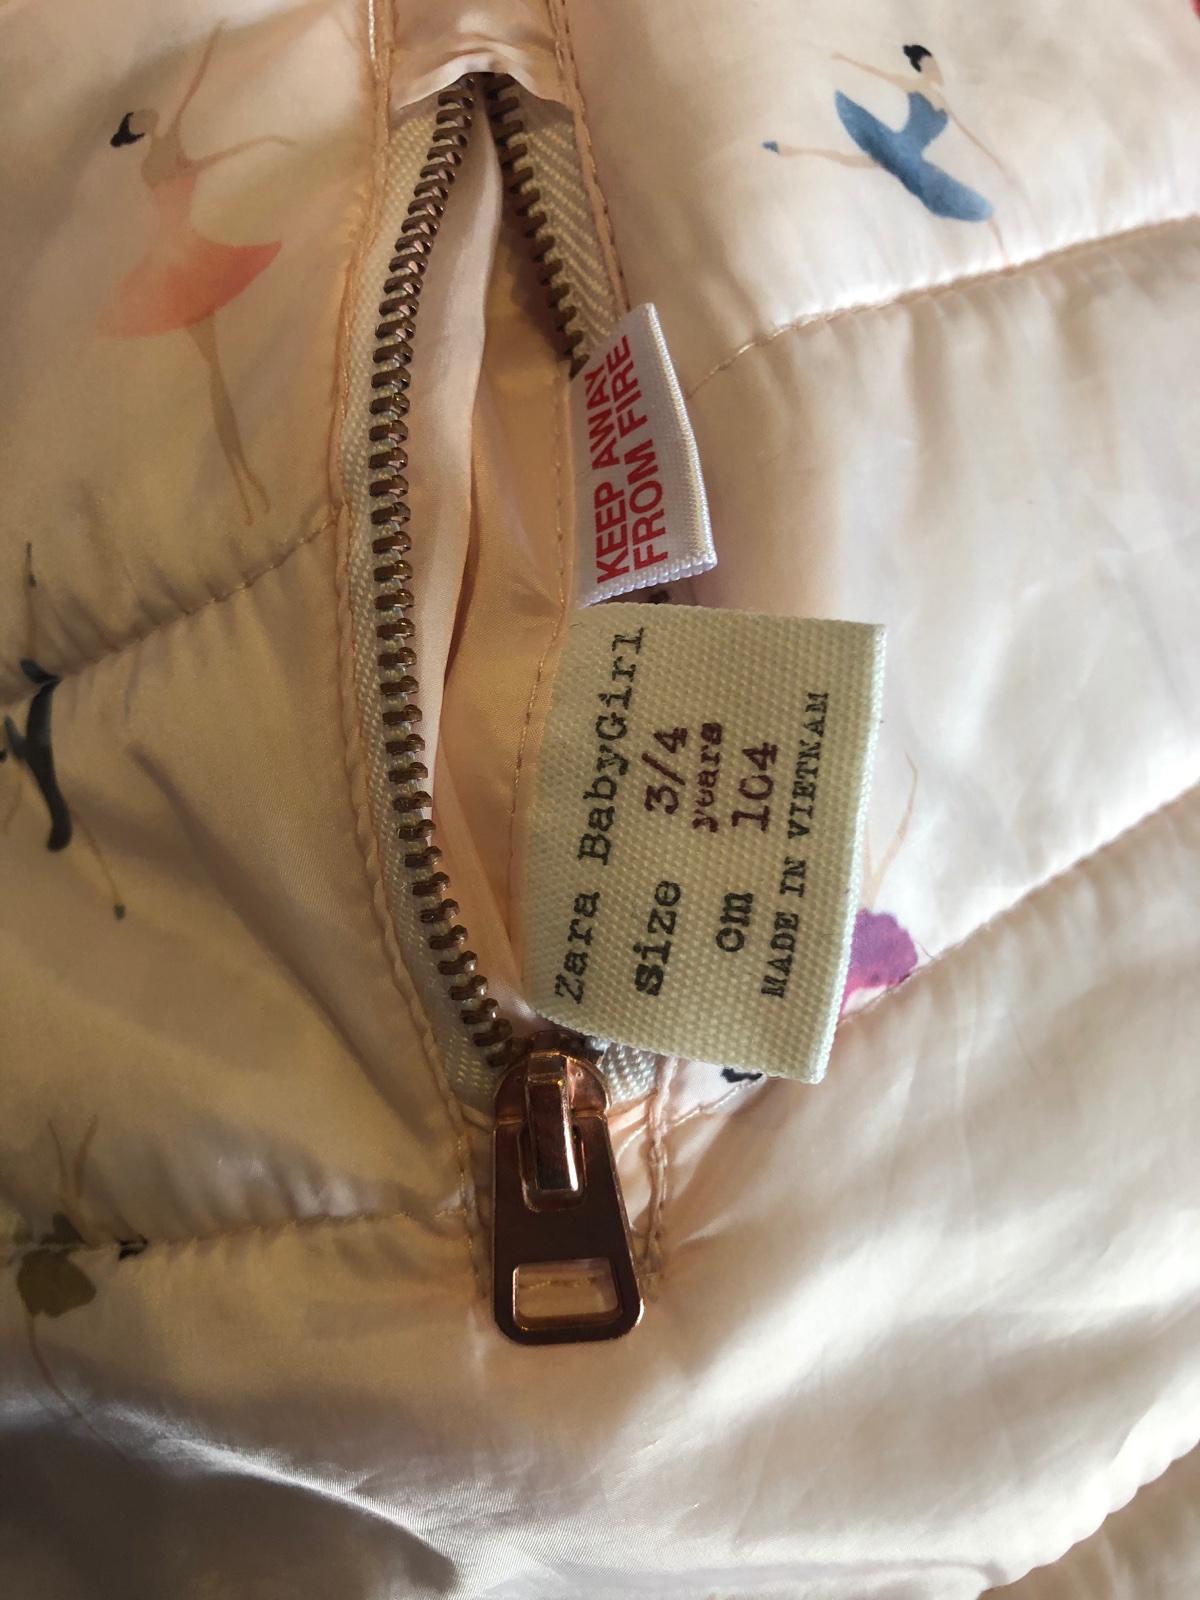 KEEP AWAY
FROM FIRE
Zara BabyGirl
size 3/4
years
cm 104
MADE IN VIETNAM